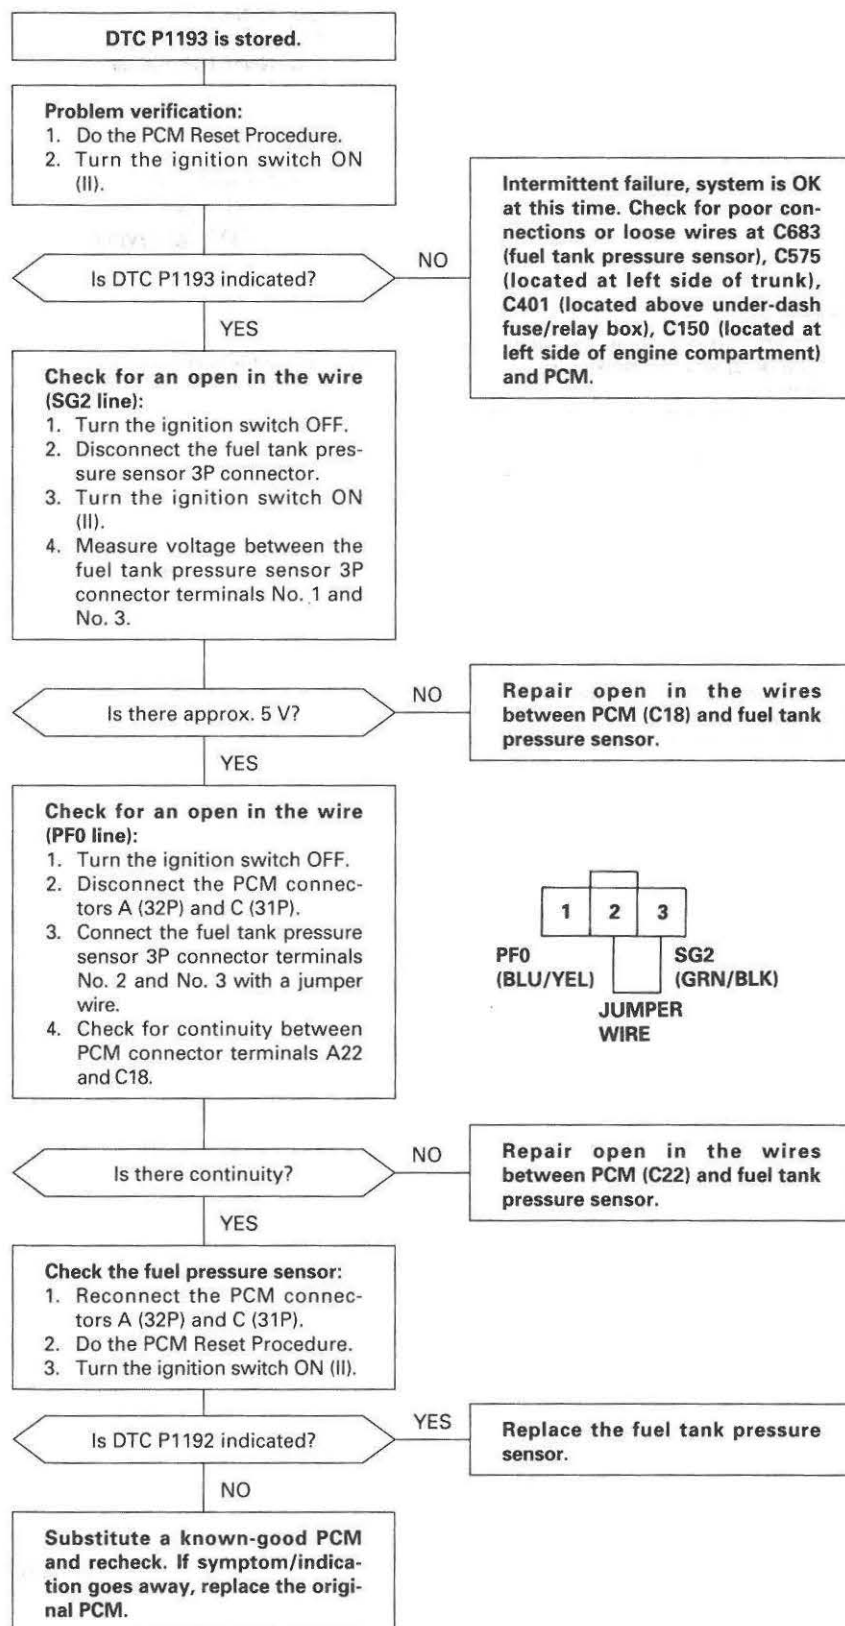 DTC P1193 is stored.
Problem verification:
1. Do the PCM Reset Procedure.
2. Turn the ignition switch ON
(II).
Is DTC P1193 indicated?
NO
Intermittent failure, system is OK
at this time. Check for poor con-
nections or loose wires at C683
(fuel tank pressure sensor), C575
(located at left side of trunk),
C401 (located above under-dash
fuse/relay box), C150 (located at
left side of engine compartment)
and PCM.
YES
Check for an open in the wire
(SG2 line):
1. Turn the ignition switch OFF.
2. Disconnect the fuel tank pres-
sure sensor 3P connector.
3. Turn the ignition switch ON
(II).
4. Measure voltage between the
fuel tank pressure sensor 3P
connector terminals No. 1 and
No. 3.
Is there approx. 5 V?
NO
Repair open in the wires
between PCM (C18) and fuel tank
pressure sensor.
YES
Check for an open in the wire
(PF0 line):
1. Turn the ignition switch OFF.
2. Disconnect the PCM connec-
tors A (32P) and C (31P).
3. Connect the fuel tank pressure
sensor 3P connector terminals
No. 2 and No. 3 with a jumper
wire.
4. Check for continuity between
PCM connector terminals A22
and C18.
1 2 3
PF0 SG2
(BLU/YEL) (GRN/BLK)
JUMPER
WIRE
Is there continuity?
NO
Repair open in the wires
between PCM (C22) and fuel tank
pressure sensor.
YES
Check the fuel pressure sensor:
1. Reconnect the PCM connec-
tors A (32P) and C (31P).
2. Do the PCM Reset Procedure.
3. Turn the ignition switch ON (II).
Is DTC P1192 indicated?
YES
Replace the fuel tank pressure
sensor.
NO
Substitute a known-good PCM
and recheck. If symptom/indica-
tion goes away, replace the origi-
nal PCM.